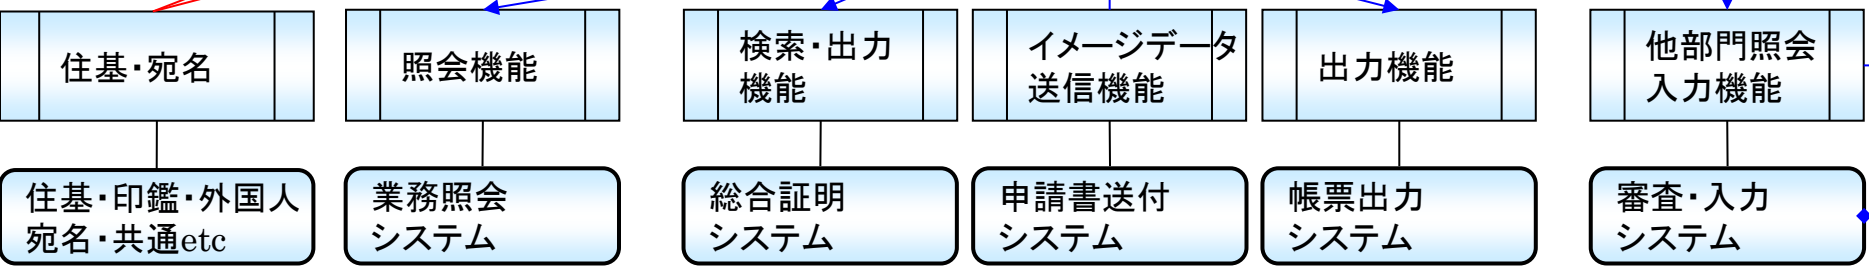 住基・宛名
照会機能
検索・出力
機能
イメージデータ
送信機能
出力機能
他部門照会
入力機能
住基・印鑑・外国人
宛名・共通etc
業務照会
システム
総合証明
システム
申請書送付
システム
帳票出力
システム
審査・入力
システム